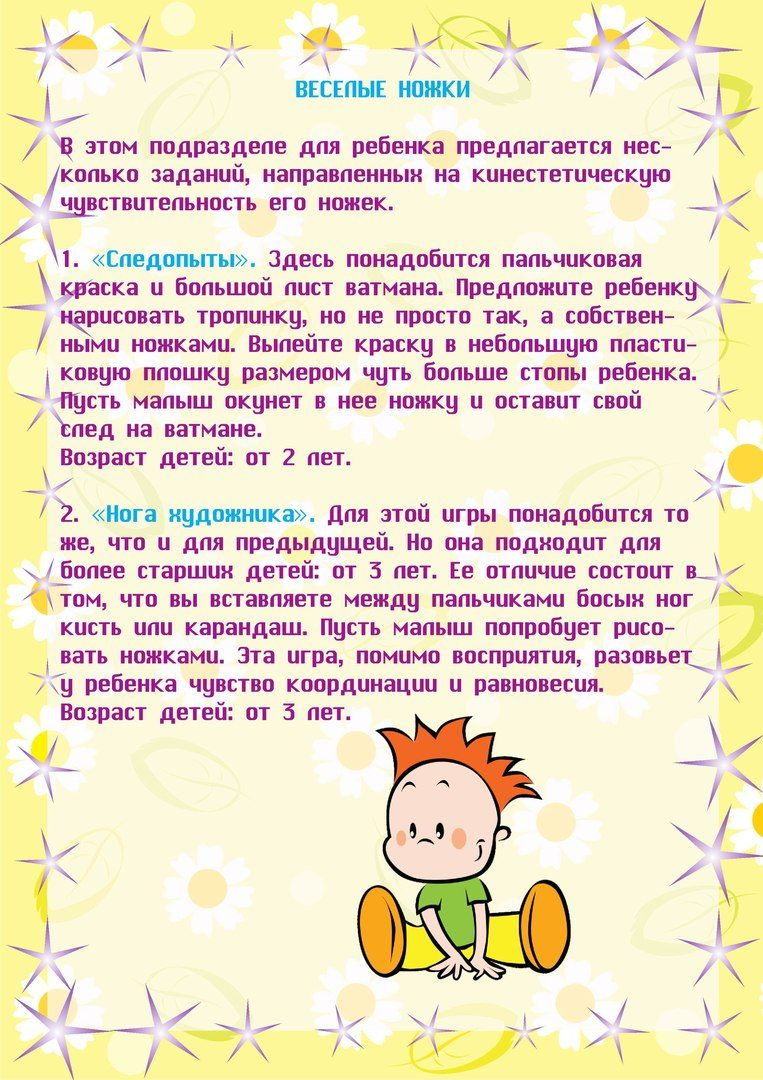 ВЕСЕЛЫЕ НОЖКИ
В этом подразделе для ребенка предлагается нес-
колько заданий, направленных на кинестетическую
чувствительность его ножек.
1. «Следопыты». Здесь понадобится пальчиковая
краска и большой лист ватмана. Предложите ребенку
нарисовать тропинку, но не просто так, а собствен-
ными ножками. Вылейте краску в небольшую пласти-
ковую плошку размером чуть больше стопы ребенка.
Пусть малыш окунет в нее ножку и оставит свой
след на ватмане.
Возраст детей: от 2 лет.
2. «Нога художника». Для этой игры понадобится то
же, что и для предыдущей. Но она подходит для
более старших детей: от 3 лет. Ее отличие состоит в
том, что вы вставляете между пальчиками босых ног
кисть или карандаш. Пусть малыш попробует рисо-
вать ножками. Эта игра, помимо восприятия, разовьет
у ребенка чувство координации и равновесия.
Возраст детей: от 3 лет.